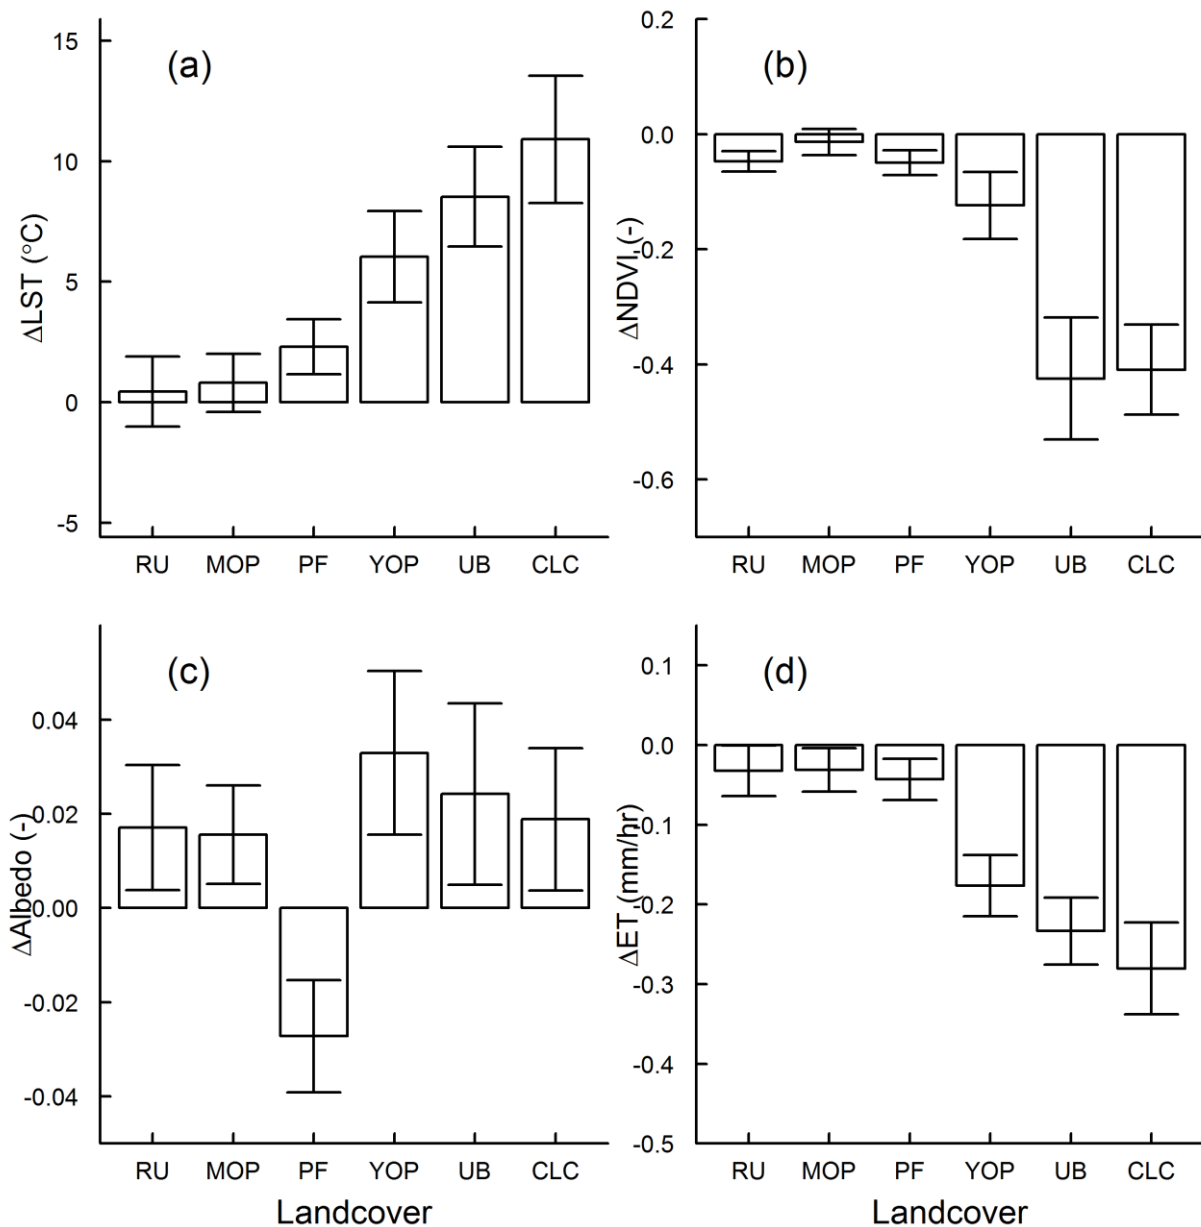 (a)
ΔLST (°C)
15
10
5
0
-5
RU MOP PF YOP UB CLC
(b)
ΔNDVI (-)
0.2
0.0
-0.2
-0.4
-0.6
RU MOP PF YOP UB CLC
(c)
ΔAlbedo (-)
0.04
0.02
0.00
-0.02
-0.04
RU MOP PF YOP UB CLC
Landcover
(d)
ΔET (mm/hr)
0.1
0.0
-0.1
-0.2
-0.3
-0.4
-0.5
RU MOP PF YOP UB CLC
Landcover